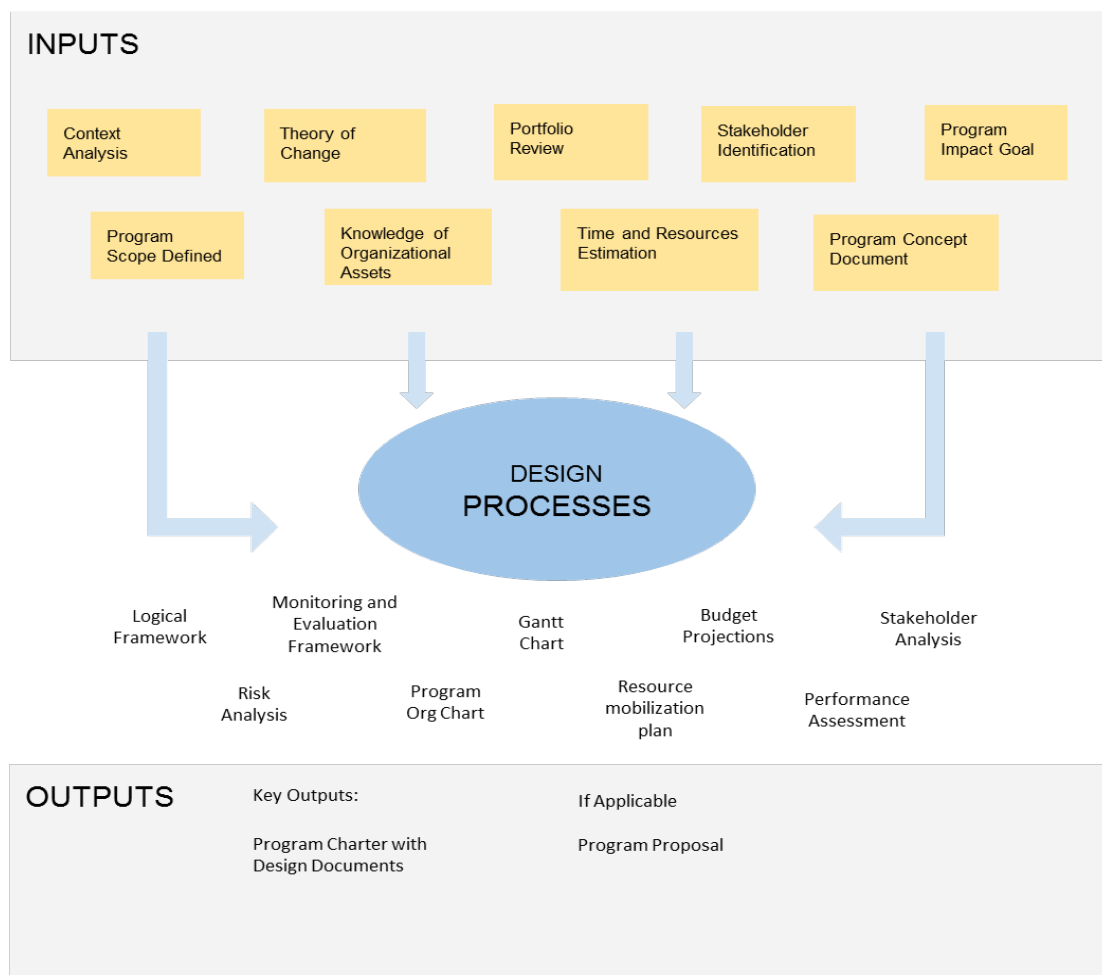 INPUTS
Context
Analysis
Theory of
Change
Portfolio
Review
Stakeholder
Identification
Program
Impact Goal
Program
Scope Defined
Knowledge of
Organizational
Assets
Time and Resources
Estimation
Program Concept
Document
DESIGN
PROCESSES
Logical
Framework
Monitoring and
Evaluation
Framework
Gantt
Chart
Budget
Projections
Stakeholder
Analysis
Risk
Analysis
Program
Org Chart
Resource
mobilization
plan
Performance
Assessment
OUTPUTS
Key Outputs:
Program Charter with
Design Documents
If Applicable
Program Proposal